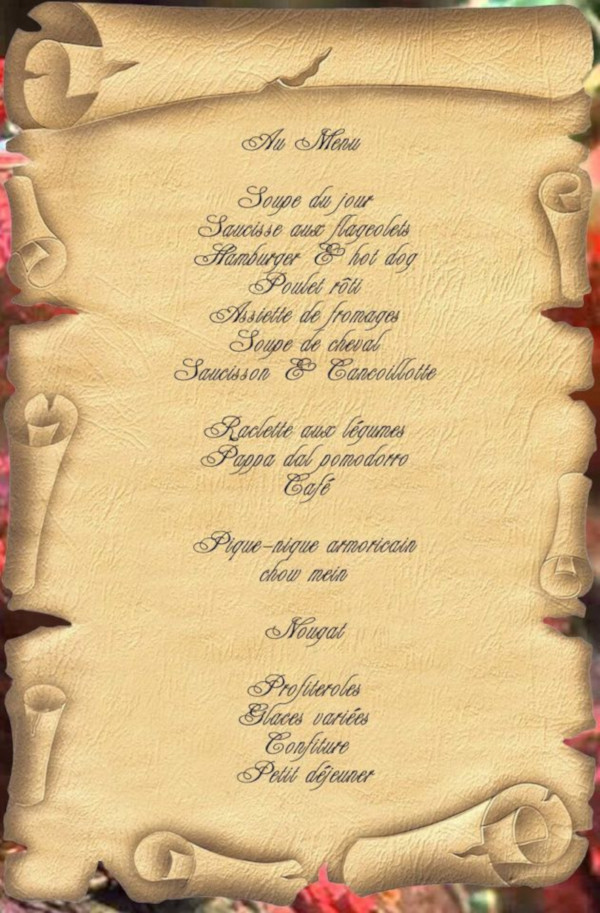 Au Menu
Soupe du jour
Saucisse aux flageolets
Hamburger & hot dog
Poulet rôti
Assiette de fromages
Soupe de cheval
Saucisson & Cancoillotte
Raclette aux légumes
Pappa dal pomodorro
Café
Pique-nique armoricain
chow mein
Nougat
Profiteroles
Glaces variées
Confiture
Petit déjeuner